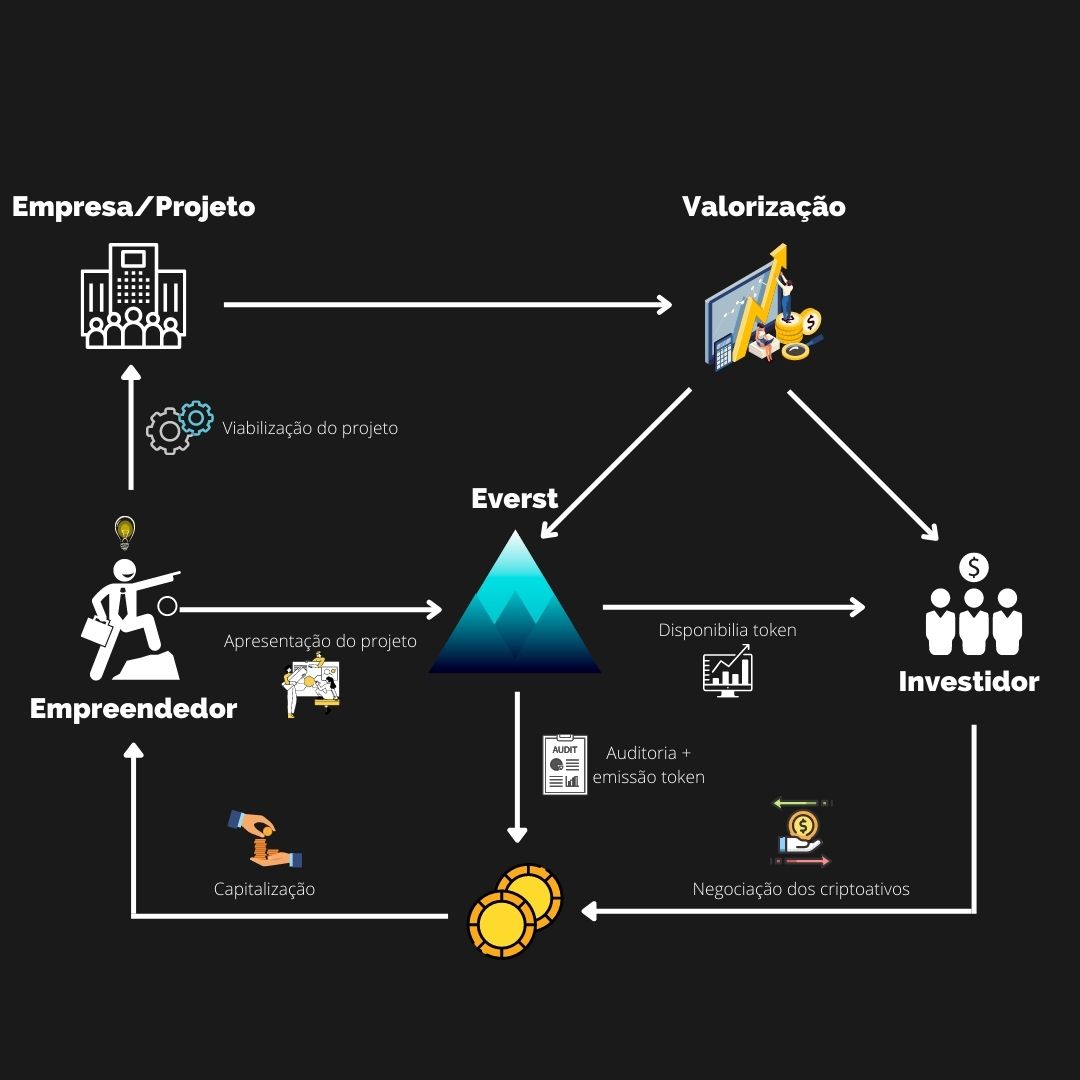 Empresa/Projeto
Valorização
$
Viabilização do projeto
Everst
$
Apresentação do projeto
Disponibilia token
Investidor
Empreendedor
AUDIT
Auditoria +
emissão token
$
Capitalização
Negociação dos criptoativos